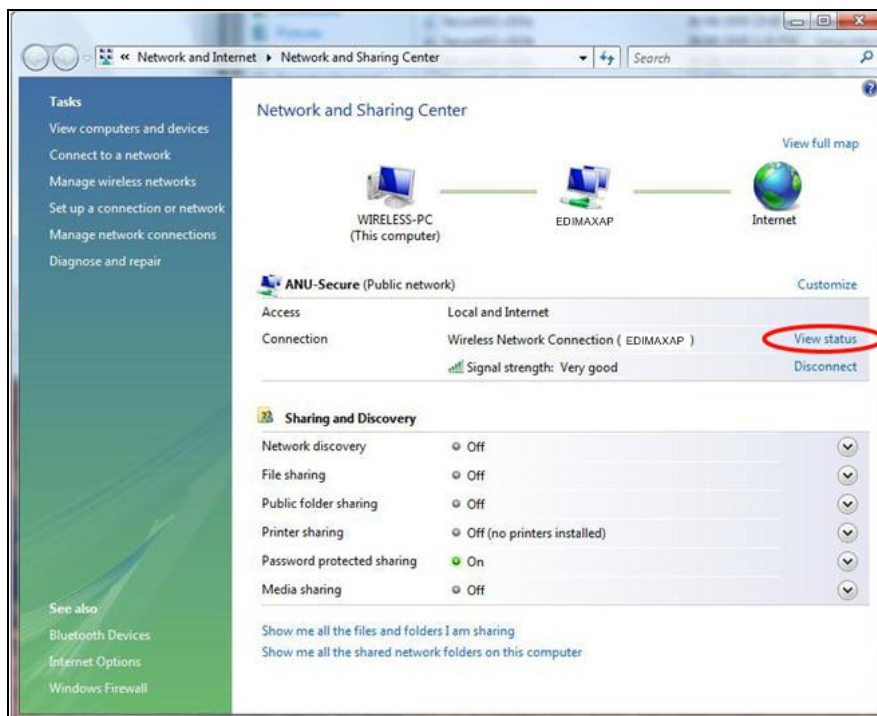 « Network and Internet ▸ Network and Sharing Center
Search
Tasks
View computers and devices
Connect to a network
Manage wireless networks
Set up a connection or network
Manage network connections
Diagnose and repair
See also
Bluetooth Devices
Internet Options
Windows Firewall
Network and Sharing Center
View full map
WIRELESS-PC
(This computer)
EDIMAXAP
Internet
ANU-Secure (Public network) Customize
Access Local and Internet
Connection Wireless Network Connection ( EDIMAXAP ) View status
Signal strength: Very good Disconnect
Sharing and Discovery
Network discovery Off
File sharing Off
Public folder sharing Off
Printer sharing Off (no printers installed)
Password protected sharing On
Media sharing Off
Show me all the files and folders I am sharing
Show me all the shared network folders on this computer